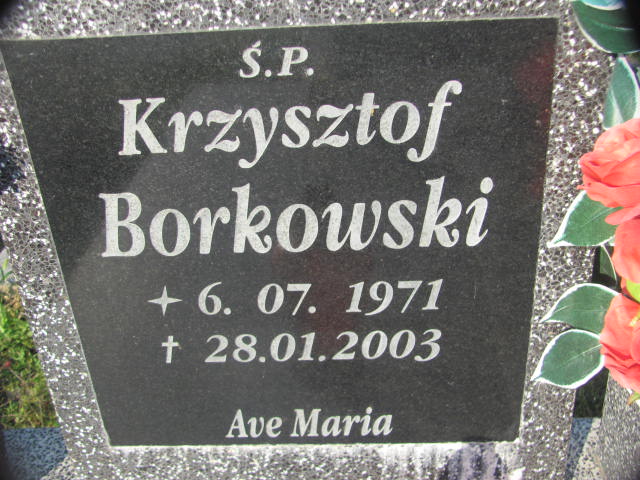 Ś.P.
Krzysztof
Borkowski
✦ 6. 07. 1971
† 28.01.2003
Ave Maria